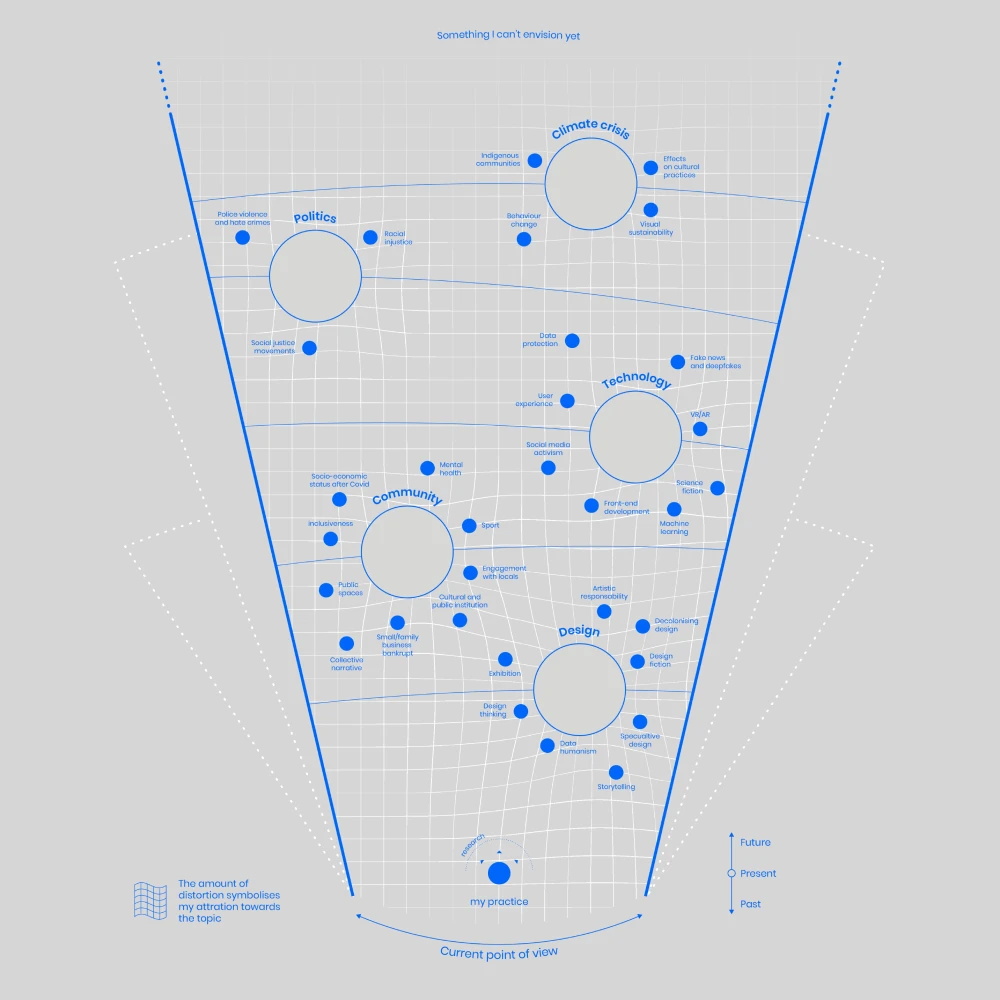 Something I can't envision yet
Climate crisis
Indigenous
communities
Effects
on cultural
practices
Visual
sustainability
Behaviour
change
Politics
Police violence
and hate crimes
Racial
injustice
Social justice
movements
Data
protection
Fake news
and deepfakes
Technology
User
experience
VR/AR
Social media
activism
Science
fiction
Front-end
development
Machine
learning
Mental
health
Socio-economic
status after Covid
Community
Inclusiveness
Sport
Public
spaces
Engagement
with locals
Cultural and
public institution
Small/family
business
bankrupt
Collective
narrative
Artistic
responsability
Decolonising
design
Design
Design
fiction
Exhibition
Design
thinking
Specualtive
design
Data
humanism
Storytelling
research
my practice
Current point of view
The amount of
distortion symbolises
my attration towards
the topic
Future
Present
Past